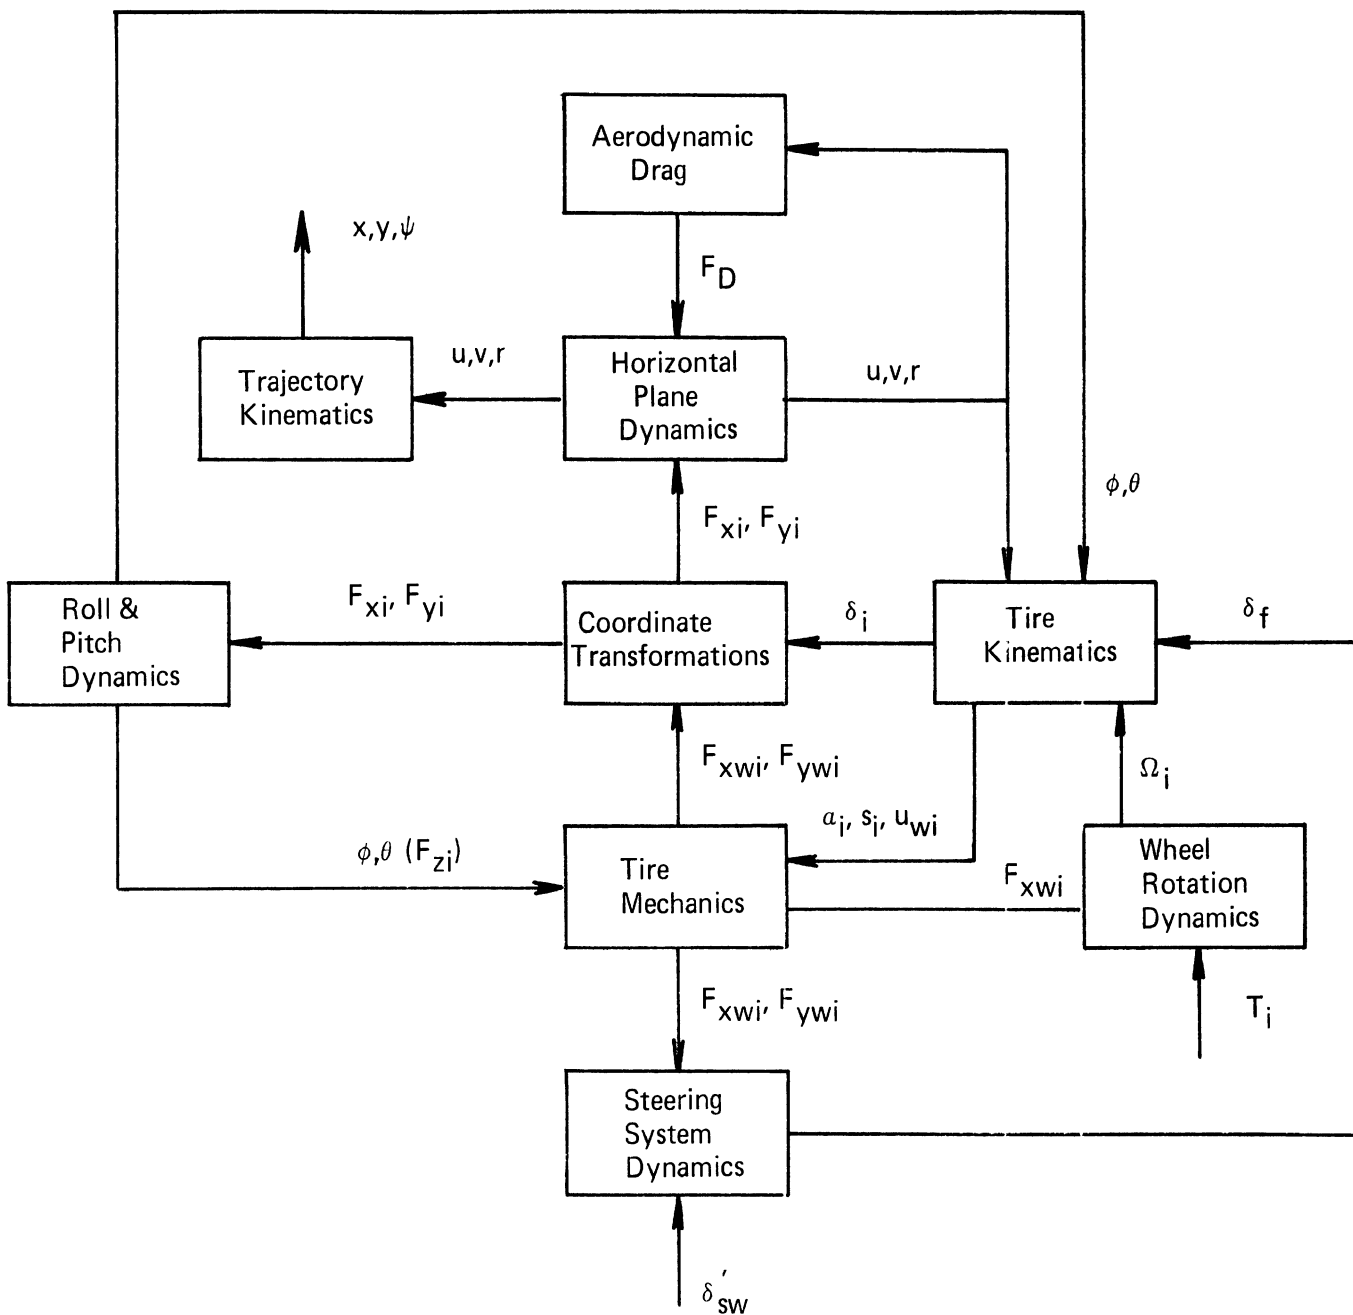 Aerodynamic
Drag
x,y,ψ
F_D
Trajectory
Kinematics
u,v,r
Horizontal
Plane
Dynamics
u,v,r
ϕ,θ
F_xi, F_yi
Roll &
Pitch
Dynamics
F_xi, F_yi
Coordinate
Transformations
δ_i
Tire
Kinematics
δ_f
F_xwi, F_ywi
α_i, s_i, u_wi
Ω_i
ϕ,θ (F_zi)
Tire
Mechanics
F_xwi
Wheel
Rotation
Dynamics
F_xwi, F_ywi
T_i
Steering
System
Dynamics
δ'_sw